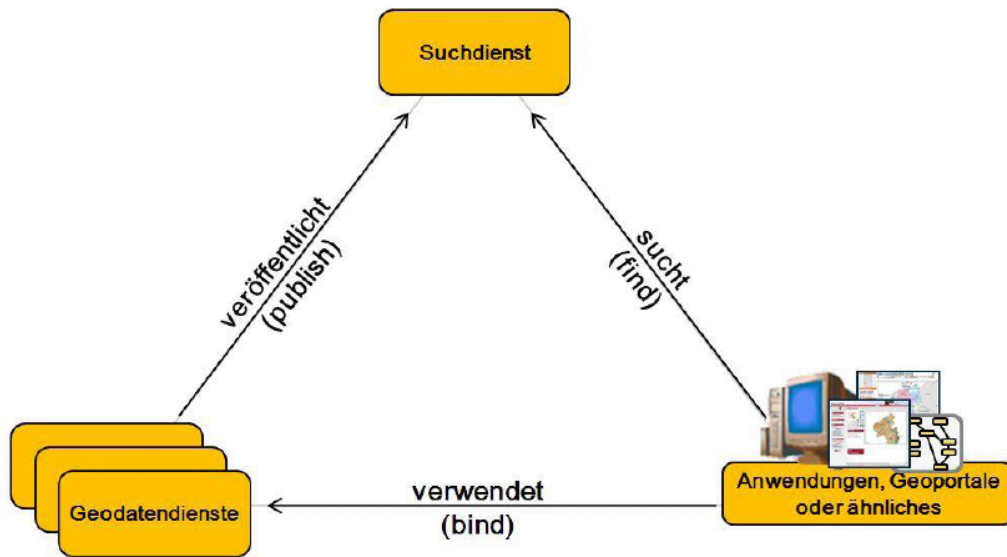 Suchdienst
veröffentlicht
(publish)
sucht
(find)
Geodatendienste
verwendet
(bind)
Anwendungen, Geoportale
oder ähnliches